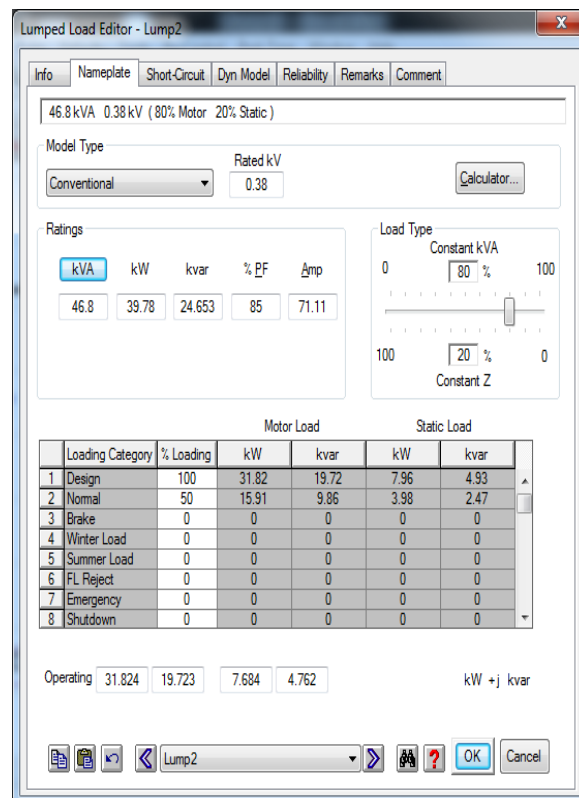 Lumped Load Editor - Lump2
Info Nameplate Short-Circuit Dyn Model Reliability Remarks Comment
46.8 kVA 0.38 kV ( 80% Motor 20% Static )
Model Type
Conventional
Rated kV
0.38
Calculator...
Ratings
kVA kW kvar % PF Amp
46.8 39.78 24.653 85 71.11
Load Type
Constant kVA
0 80 % 100
100 20 % 0
Constant Z
Motor Load Static Load
Loading Category % Loading kW kvar kW kvar
1 Design 100 31.82 19.72 7.96 4.93
2 Normal 50 15.91 9.86 3.98 2.47
3 Brake 0 0 0 0 0
4 Winter Load 0 0 0 0 0
5 Summer Load 0 0 0 0 0
6 FL Reject 0 0 0 0 0
7 Emergency 0 0 0 0 0
8 Shutdown 0 0 0 0 0
Operating 31.824 19.723 7.684 4.762 kW +j kvar
Lump2 ? OK Cancel